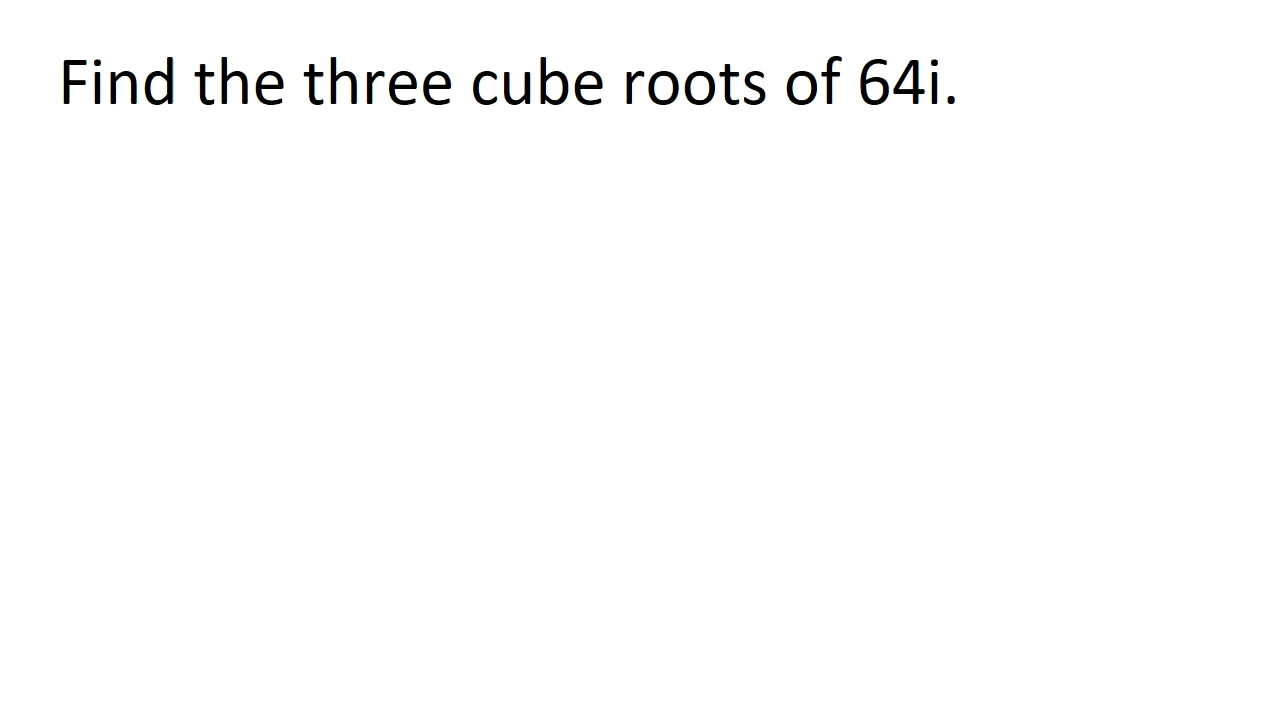 Find the three cube roots of 64i.